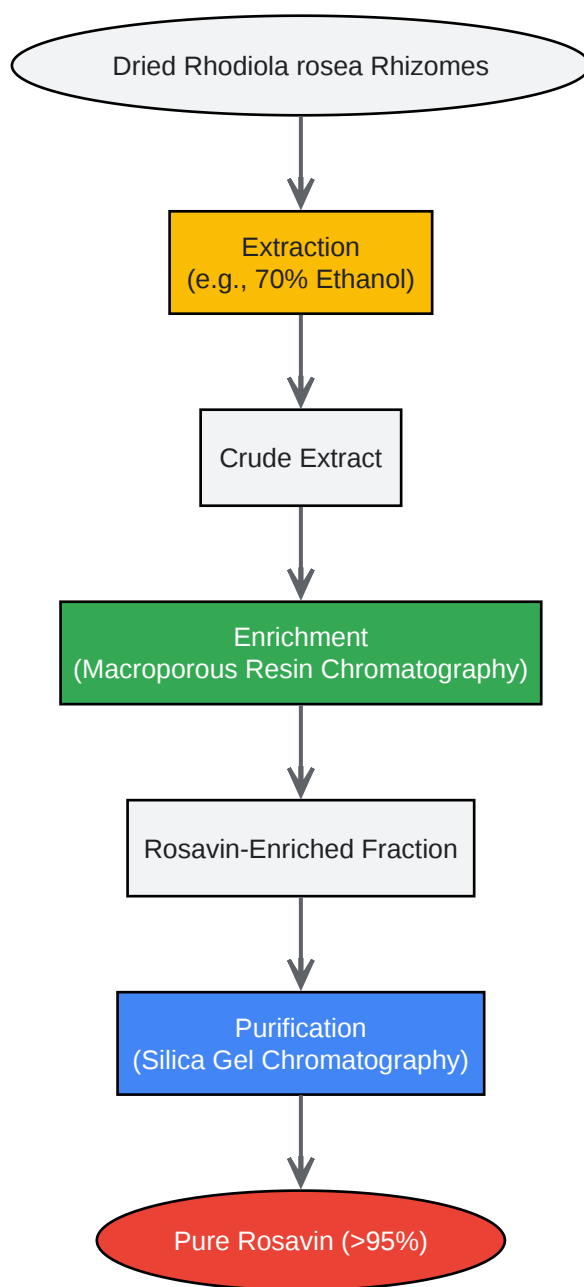 Dried Rhodiola rosea Rhizomes
Extraction
(e.g., 70% Ethanol)
Crude Extract
Enrichment
(Macroporous Resin Chromatography)
Rosavin-Enriched Fraction
Purification
(Silica Gel Chromatography)
Pure Rosavin (>95%)